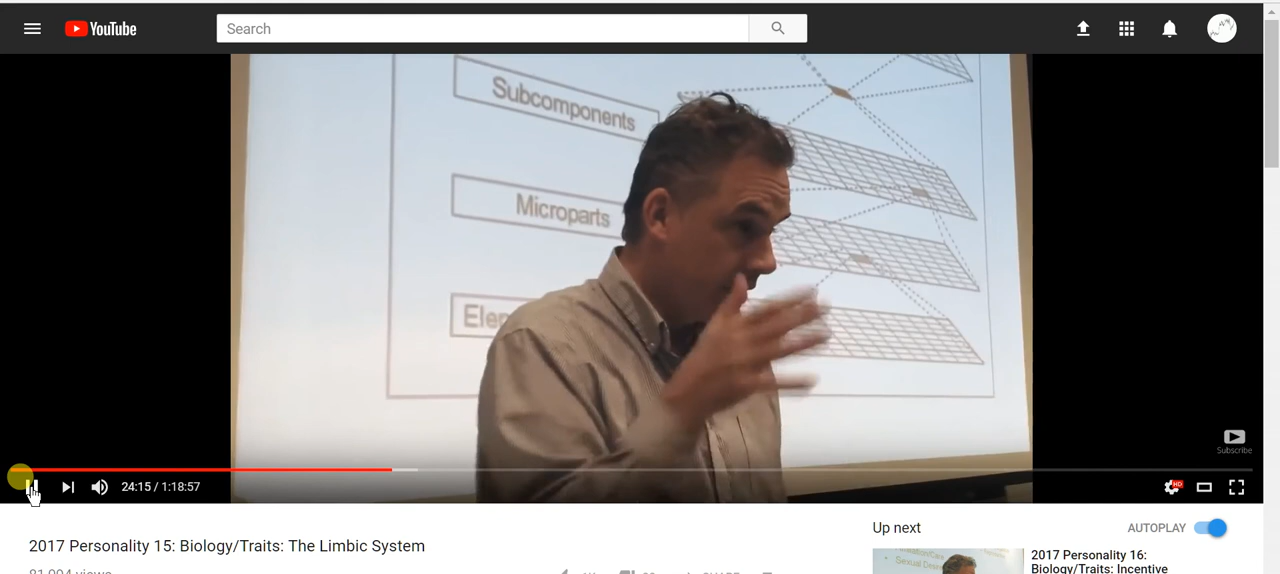 YouTube
Search
Subcomponents
Microparts
Subscribe
HD
24:15 / 1:18:57
2017 Personality 15: Biology/Traits: The Limbic System
Up next
AUTOPLAY
2017 Personality 16:
Biology/Traits: Incentive